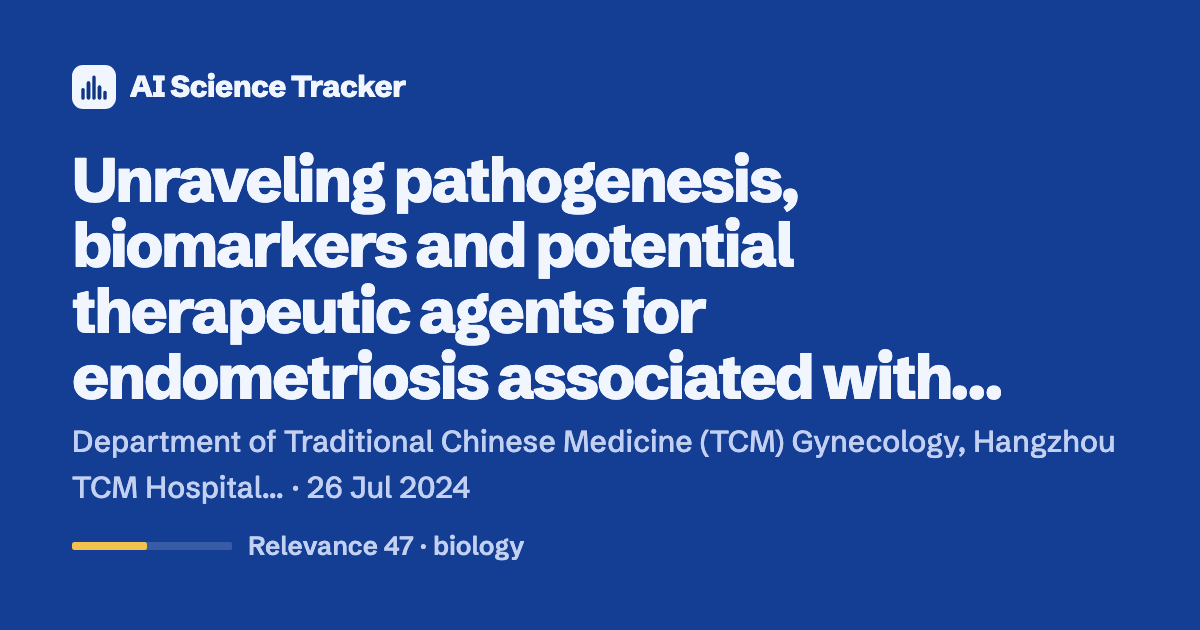 AI Science Tracker
Unraveling pathogenesis,
biomarkers and potential
therapeutic agents for
endometriosis associated with...
Department of Traditional Chinese Medicine (TCM) Gynecology, Hangzhou
TCM Hospital... · 26 Jul 2024
Relevance 47 · biology